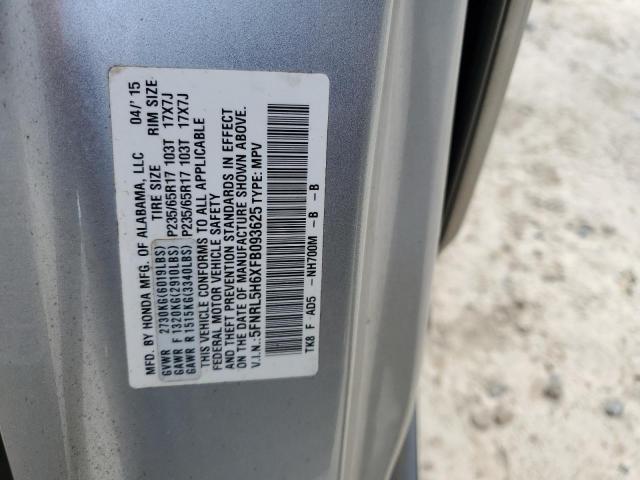 MFD. BY HONDA MFG. OF ALABAMA, LLC 04/' 15
TIRE SIZE RIM SIZE
GVWR 2730KG(6019LBS)
GAWR F 1320KG(2910LBS) P235/65R17 103T 17X7J
GAWR R 1515KG(3340LBS) P235/65R17 103T 17X7J
THIS VEHICLE CONFORMS TO ALL APPLICABLE
FEDERAL MOTOR VEHICLE SAFETY
AND THEFT PREVENTION STANDARDS IN EFFECT
ON THE DATE OF MANUFACTURE SHOWN ABOVE.
V.I.N.:5FNRL5H6XFB093625 TYPE: MPV
TK8 F AD5 - NH700M - B - B